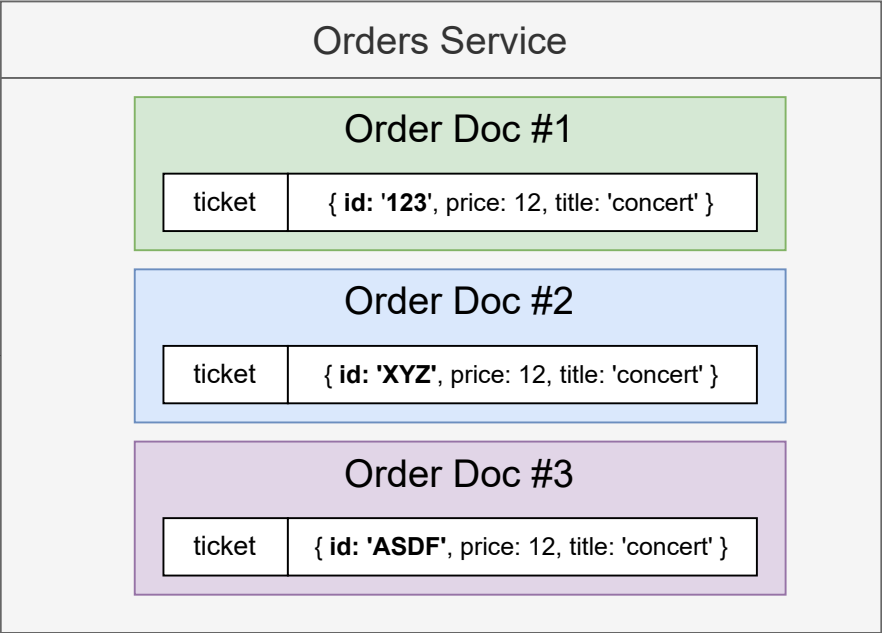 Orders Service
Order Doc #1
ticket { id: '123', price: 12, title: 'concert' }
Order Doc #2
ticket { id: 'XYZ', price: 12, title: 'concert' }
Order Doc #3
ticket { id: 'ASDF', price: 12, title: 'concert' }